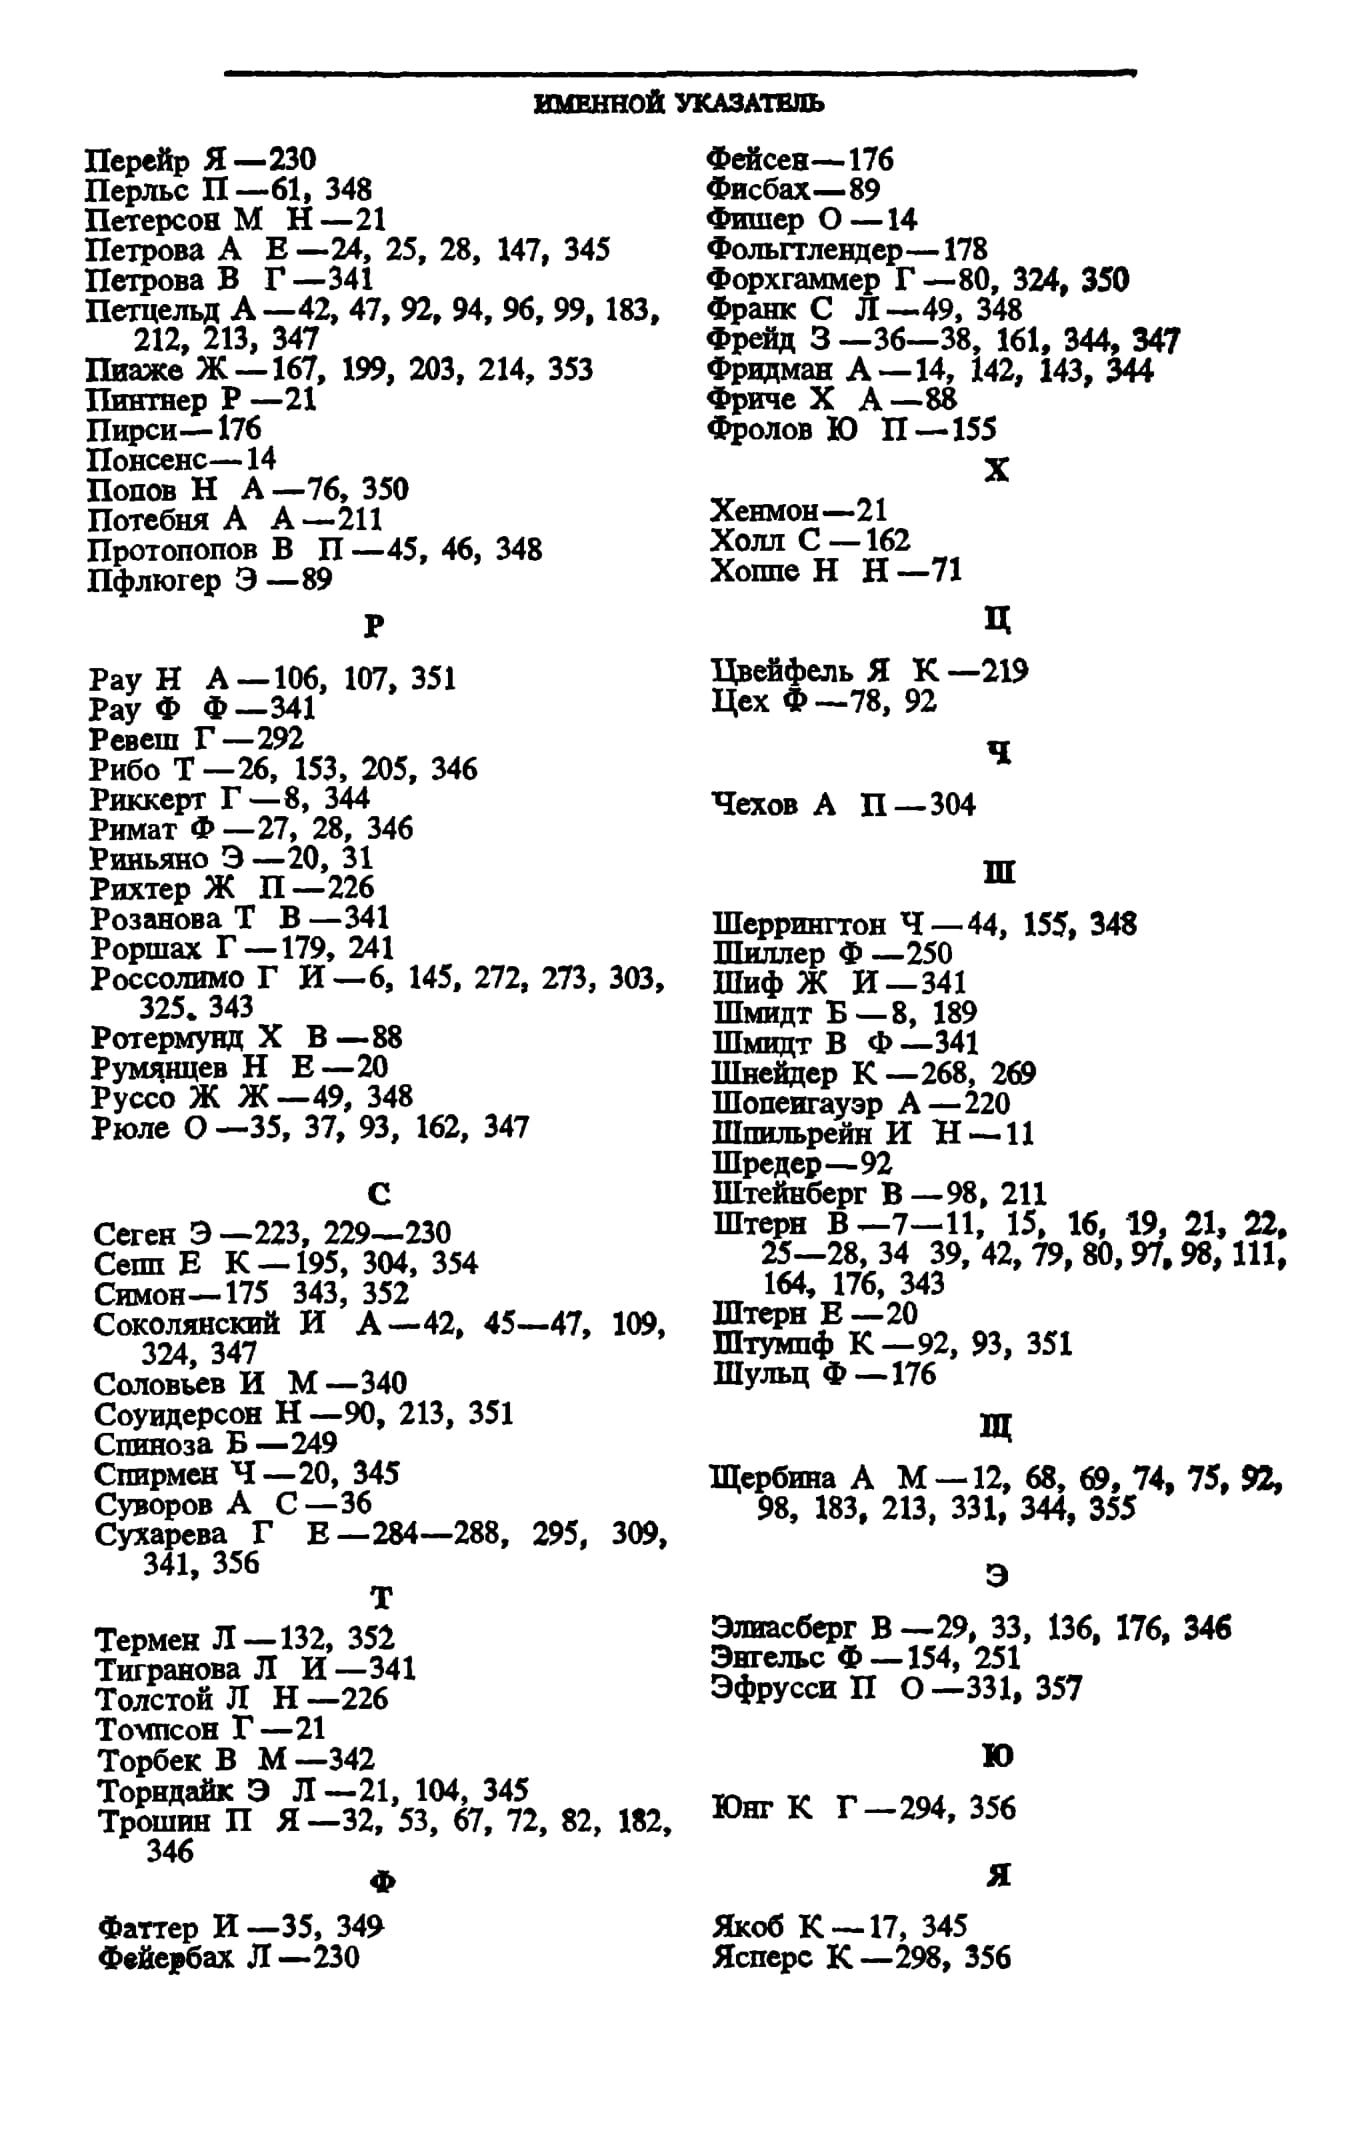 ИМЕННОЙ УКАЗАТЕЛЬ
Перейр Я —230
Перльс П —61, 348
Петерсон М Н —21
Петрова А Е —24, 25, 28, 147, 345
Петрова В Г —341
Петцельд А —42, 47, 92, 94, 96, 99, 183,
212, 213, 347
Пиаже Ж —167, 199, 203, 214, 353
Пинтнер Р —21
Пирси—176
Понсенс—14
Попов Н А —76, 350
Потебня А А —211
Протопопов В П —45, 46, 348
Пфлюгер Э —89
Р
Рау Н А —106, 107, 351
Рау Ф Ф —341
Ревеш Г —292
Рибо Т —26, 153, 205, 346
Риккерт Г —8, 344
Римат Ф —27, 28, 346
Риньяно Э —20, 31
Рихтер Ж П —226
Розанова Т В —341
Роршах Г —179, 241
Россолимо Г И —6, 145, 272, 273, 303,
325. 343
Ротермунд Х В —88
Румянцев Н Е —20
Руссо Ж Ж —49, 348
Рюле О —35, 37, 93, 162, 347
С
Сеген Э —223, 229—230
Сепп Е К —195, 304, 354
Симон—175 343, 352
Соколянский И А —42, 45—47, 109,
324, 347
Соловьев И М —340
Соундерсон Н —90, 213, 351
Спиноза Б —249
Спирмен Ч —20, 345
Суворов А С —36
Сухарева Г Е —284—288, 295, 309,
341, 356
Т
Термен Л —132, 352
Тигранова Л И —341
Толстой Л Н —226
Томпсон Г —21
Торбек В М —342
Торндайк Э Л —21, 104, 345
Трошин П Я —32, 53, 67, 72, 82, 182,
346
Ф
Фаттер И —35, 349
Фейербах Л —230
Фейсен—176
Фисбах—89
Фишер О —14
Фольгтлендер—178
Форхгаммер Г —80, 324, 350
Франк С Л —49, 348
Фрейд З —36—38, 161, 344, 347
Фридман А —14, 142, 143, 344
Фриче Х А —88
Фролов Ю П —155
Х
Хенмон—21
Холл С —162
Хоппе Н Н —71
Ц
Цвейфель Я К —219
Цех Ф —78, 92
Ч
Чехов А П —304
Ш
Шеррингтон Ч —44, 155, 348
Шиллер Ф —250
Шиф Ж И —341
Шмидт Б —8, 189
Шмидт В Ф —341
Шнейдер К —268, 269
Шопенгауэр А —220
Шпильрейн И Н —11
Шредер—92
Штейнберг В —98, 211
Штерн В —7—11, 15, 16, 19, 21, 22,
25—28, 34 39, 42, 79, 80, 97, 98, 111,
164, 176, 343
Штерн Е —20
Штумпф К —92, 93, 351
Шульц Ф —176
Щ
Щербина А М —12, 68, 69, 74, 75, 92,
98, 183, 213, 331, 344, 355
Э
Элиасберг В —29, 33, 136, 176, 346
Энгельс Ф —154, 251
Эфрусси П О —331, 357
Ю
Юнг К Г —294, 356
Я
Якоб К —17, 345
Ясперс К —298, 356